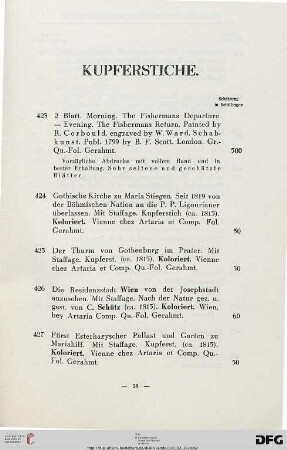 KUPFERSTICHE.
Schätzung
in Schillingen
423 2 Blatt. Morning. The Fishermans Departure
— Evening. The Fishermans Return. Painted by
R. Corbould, engraved by W. Ward. Schab-
kunst. Publ. 1799 by B. F. Scott. London. Gr.-
Qu.-Fol. Gerahmt. 500
Vorzügliche Abdrucke mit vollem Rand und in
bester Erhaltung. Sehr seltene und geschätzte
Blätter.
424 Gothische Kirche zu Maria Stiegen. Seit 1819 von
der Böhmischen Nation an die P. P. Ligourianer
überlassen. Mit Staffage. Kupferstich (ca. 1815).
Koloriert. Vienne chez Artaria et Comp. Fol.
Gerahmt. 50
425 Der Thurm von Gothenburg im Prater. Mit
Staffage. Kupferst. (ca. 1815). Koloriert. Vienne
chez Artaria et Comp. Qu.-Fol. Gerahmt. 50
426 Die Residenzstadt Wien von der Josephstadt
anzusehen. Mit Staffage. Nach der Natur gez. u.
gest. von C. Schütz (ca. 1815). Koloriert. Wien,
bey Artaria Comp. Qu.-Fol. Gerahmt. 60
427 Fürst Esterhazyscher Pallast und Garten zu
Mariahilf. Mit Staffage. Kupferst. (ca. 1815).
Koloriert. Vienne chez Artaria et Comp. Qu.-
Fol. Gerahmt. 50
DFG